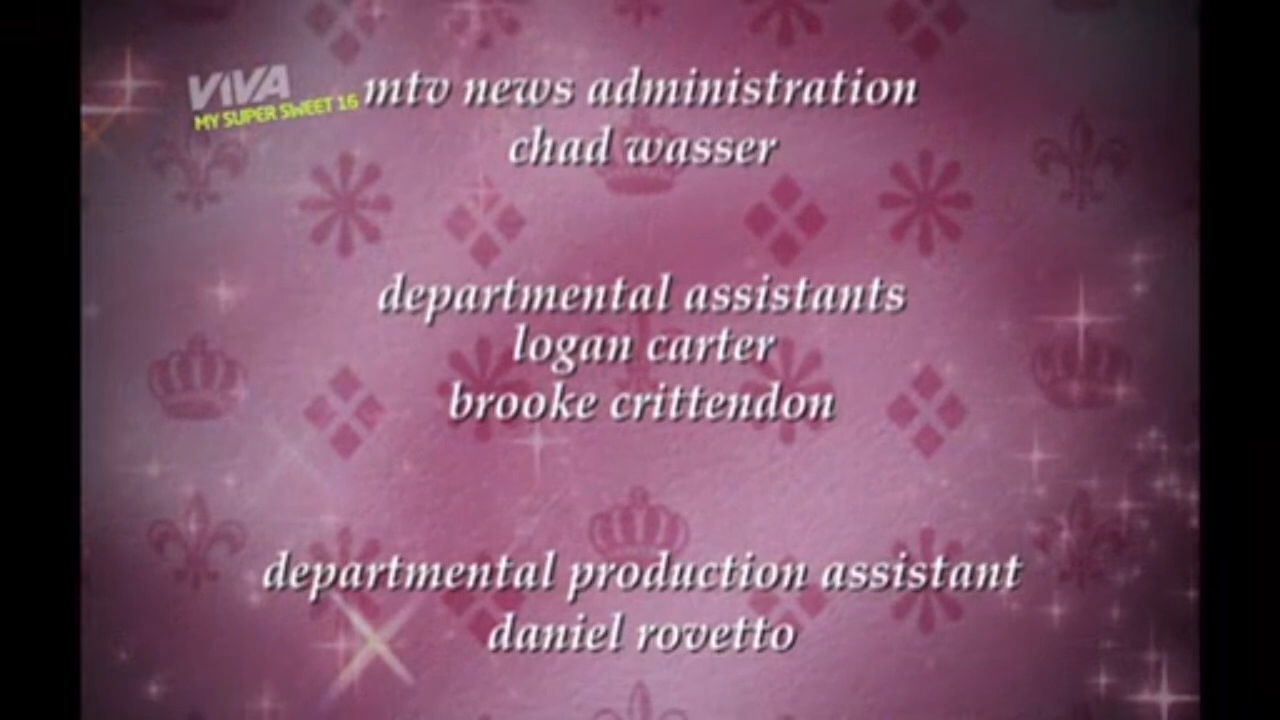 VIVA
MY SUPER SWEET 16
mtv news administration
chad wasser
departmental assistants
logan carter
brooke crittendon
departmental production assistant
daniel rovetto